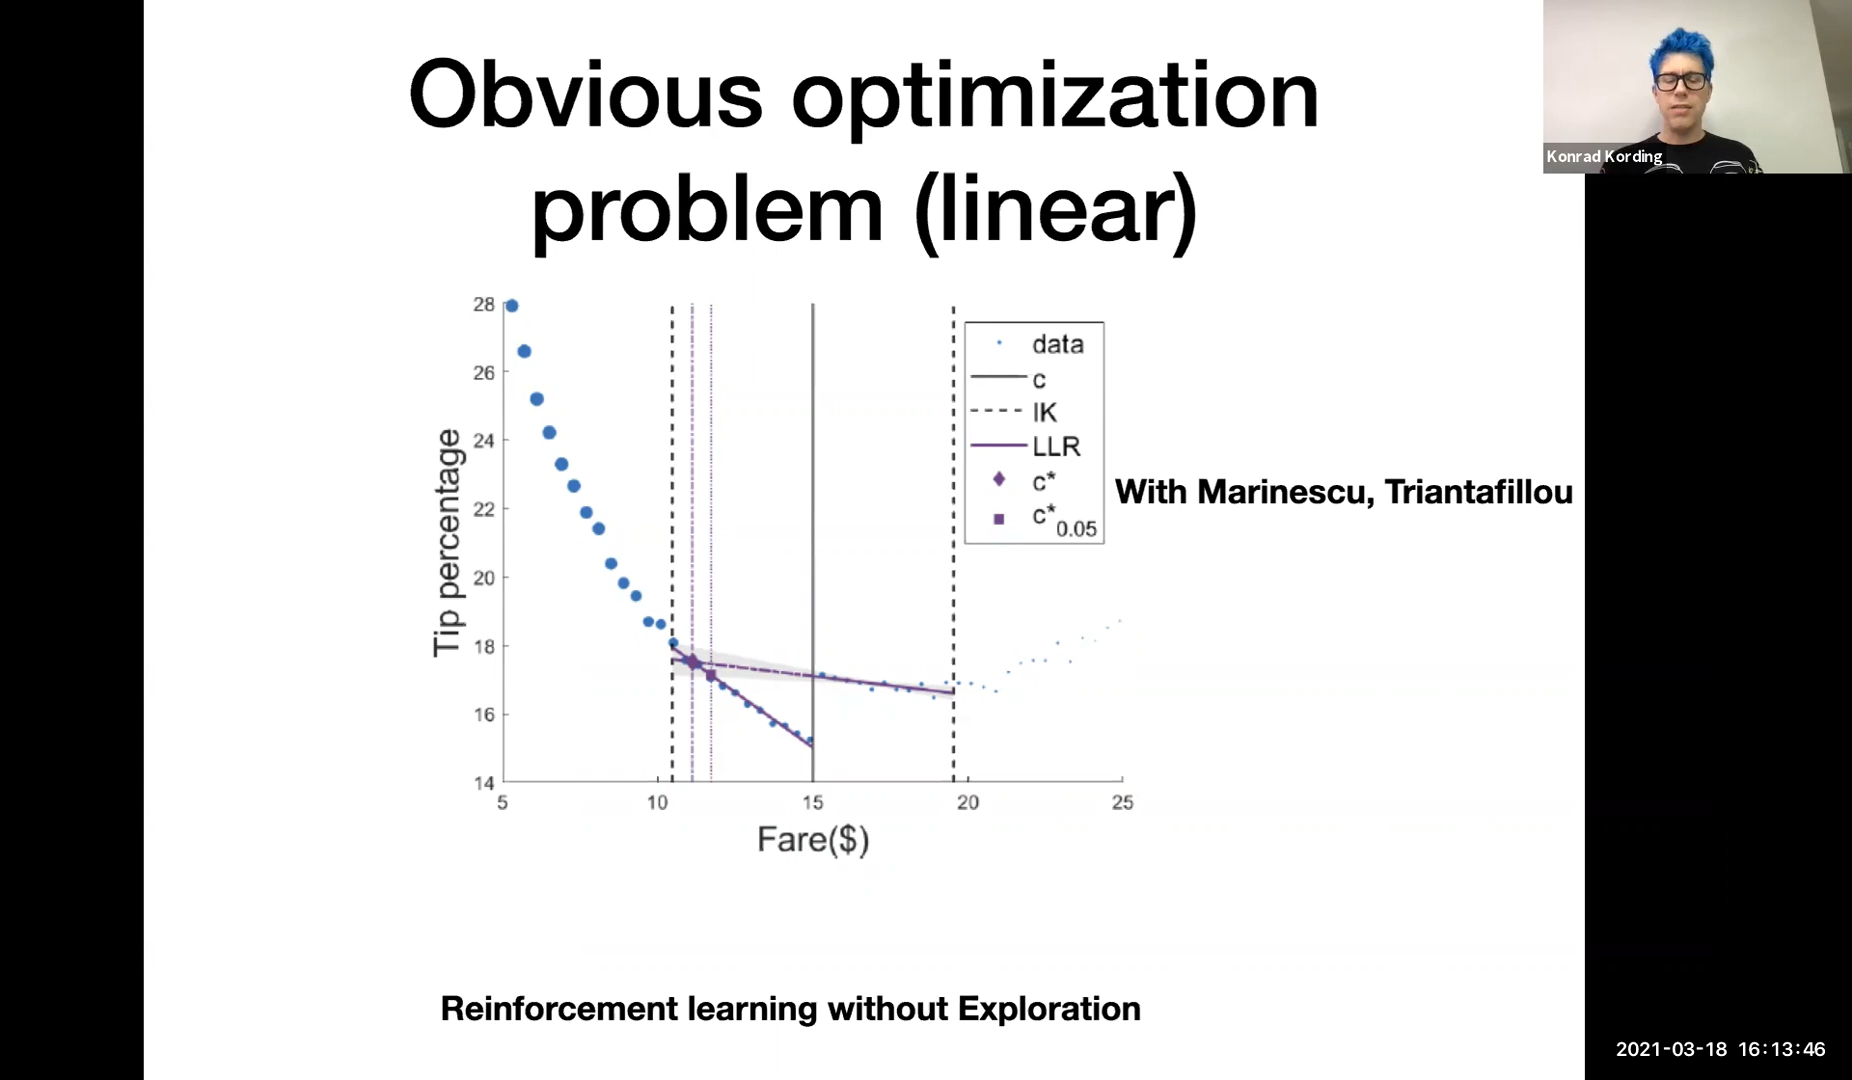 Obvious optimization
problem (linear)
Konrad Kording
28
26
24
22
20
18
16
14
Tip percentage
5
10
15
20
25
Fare($)
data
c
IK
LLR
c*
c*0.05
With Marinescu, Triantafillou
Reinforcement learning without Exploration
2021-03-18 16:13:46